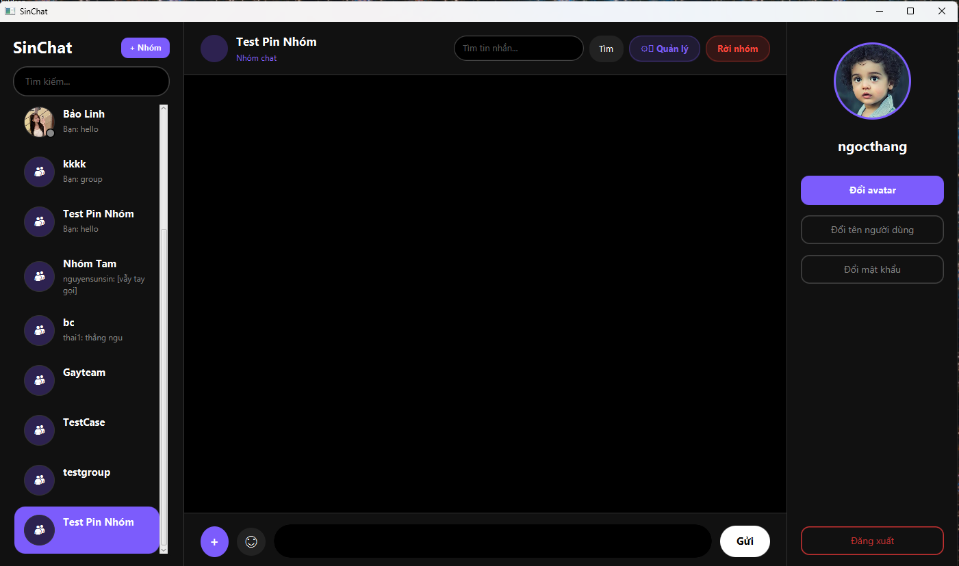 SinChat
SinChat
+ Nhóm
Tìm kiếm...
Bảo Linh
Bạn: hello
kkkk
Bạn: group
Test Pin Nhóm
Bạn: hello
Nhóm Tam
nguyensunsin: [vẫy tay
gọi]
bc
thai1: thằng ngu
Gayteam
TestCase
testgroup
Test Pin Nhóm
Test Pin Nhóm
Nhóm chat
Tìm tin nhắn...
Tìm
Quản lý
Rời nhóm
+
Gửi
ngocthang
Đổi avatar
Đổi tên người dùng
Đổi mật khẩu
Đăng xuất